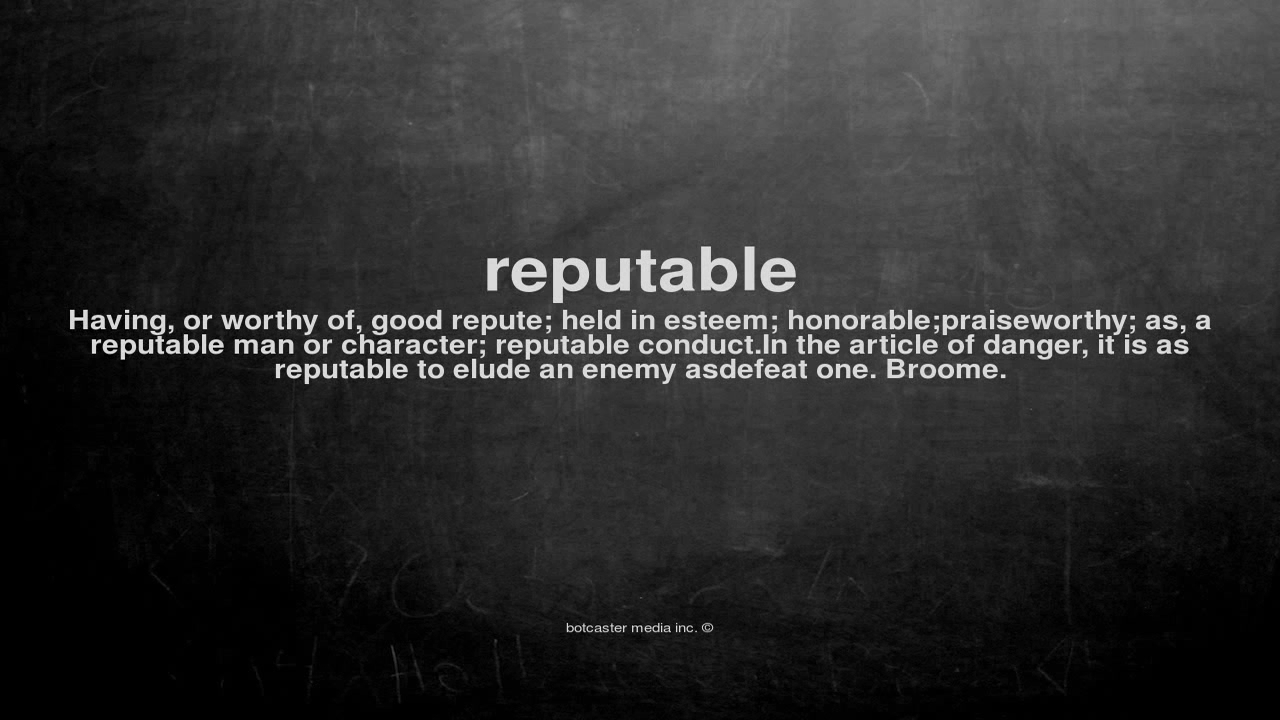 reputable
Having, or worthy of, good repute; held in esteem; honorable;praiseworthy; as, a
reputable man or character; reputable conduct.In the article of danger, it is as
reputable to elude an enemy asdefeat one. Broome.
botcaster media inc. ©